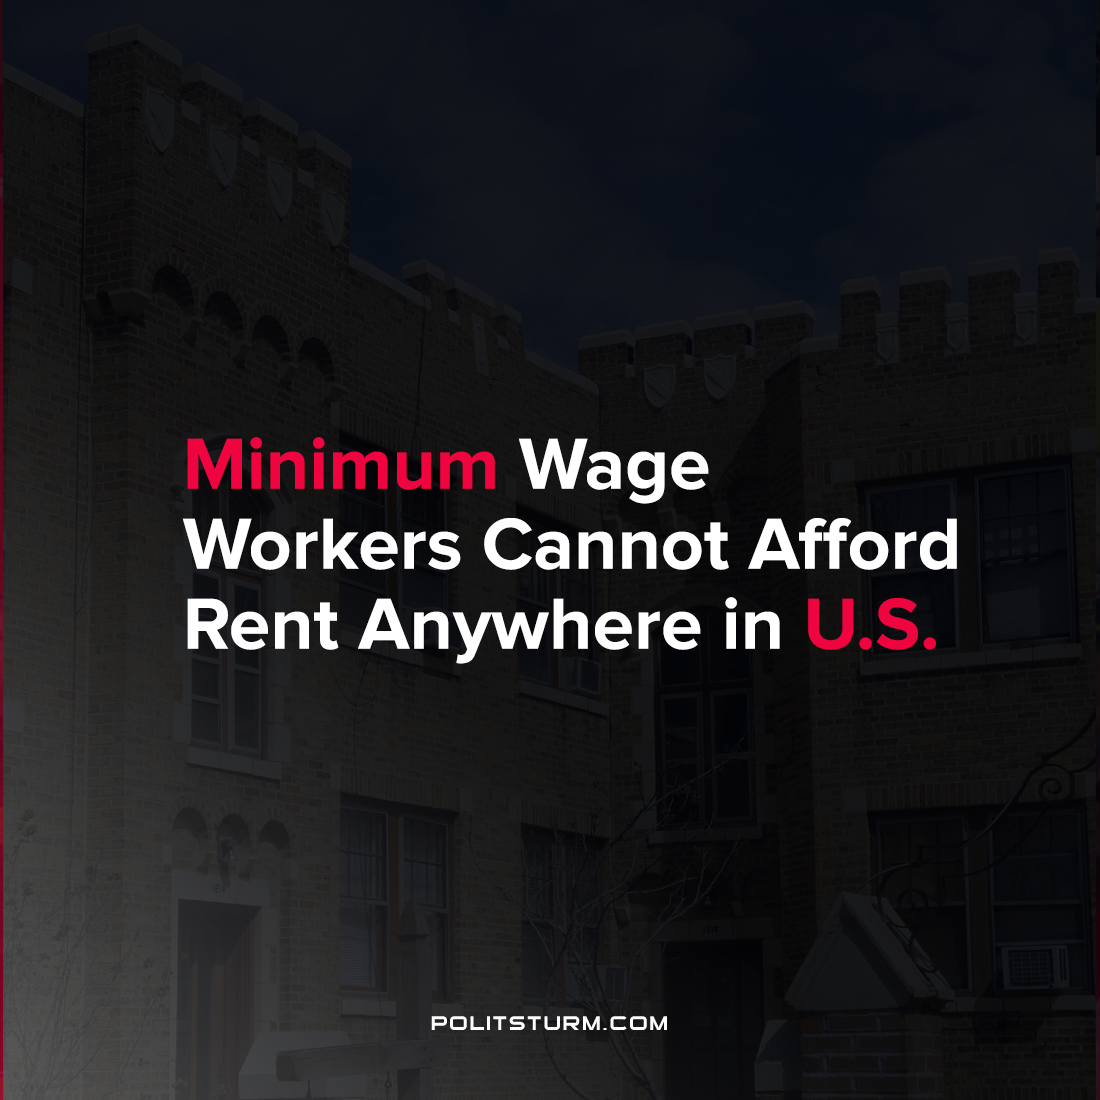 Minimum Wage
Workers Cannot Afford
Rent Anywhere in U.S.
POLITSTURM.COM